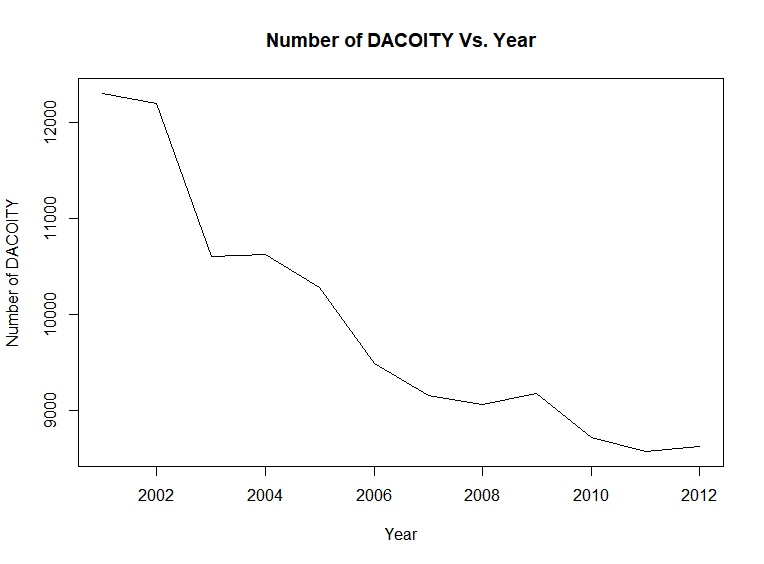 Number of DACOITY Vs. Year
Number of DACOITY
12000
11000
10000
9000
2002 2004 2006 2008 2010 2012
Year